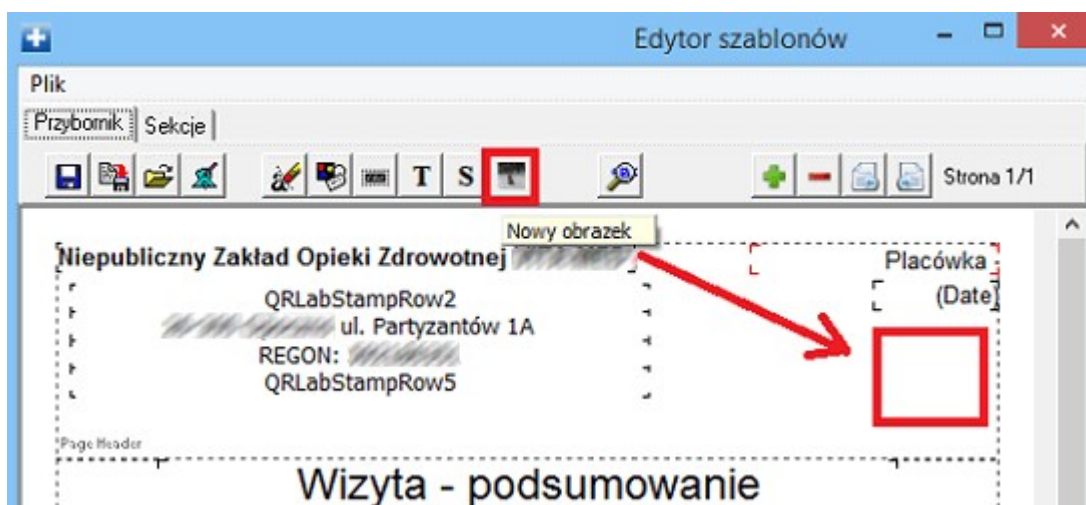 Edytor szablonów
Plik
Przybornik Sekcje
T S Strona 1/1
Nowy obrazek
Niepubliczny Zakład Opieki Zdrowotnej
Placówka
(Date)
QRLabStampRow2
ul. Partyzantów 1A
REGON:
QRLabStampRow5
Page Header
Wizyta - podsumowanie